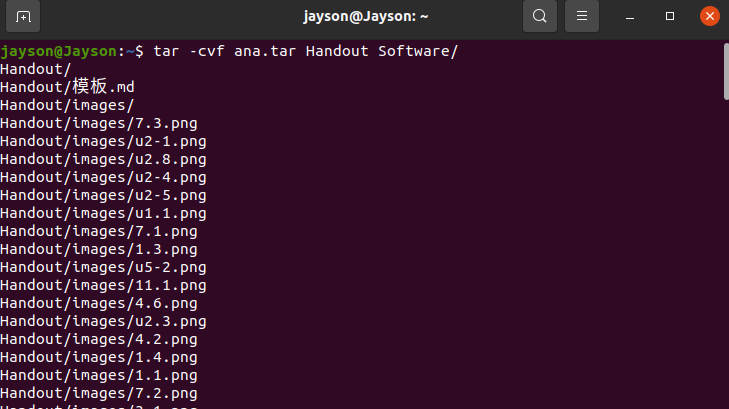 jayson@Jayson: ~
jayson@Jayson:~$ tar -cvf ana.tar Handout Software/
Handout/
Handout/模板.md
Handout/images/
Handout/images/7.3.png
Handout/images/u2-1.png
Handout/images/u2.8.png
Handout/images/u2-4.png
Handout/images/u2-5.png
Handout/images/u1.1.png
Handout/images/7.1.png
Handout/images/1.3.png
Handout/images/u5-2.png
Handout/images/11.1.png
Handout/images/4.6.png
Handout/images/u2.3.png
Handout/images/4.2.png
Handout/images/1.4.png
Handout/images/1.1.png
Handout/images/7.2.png